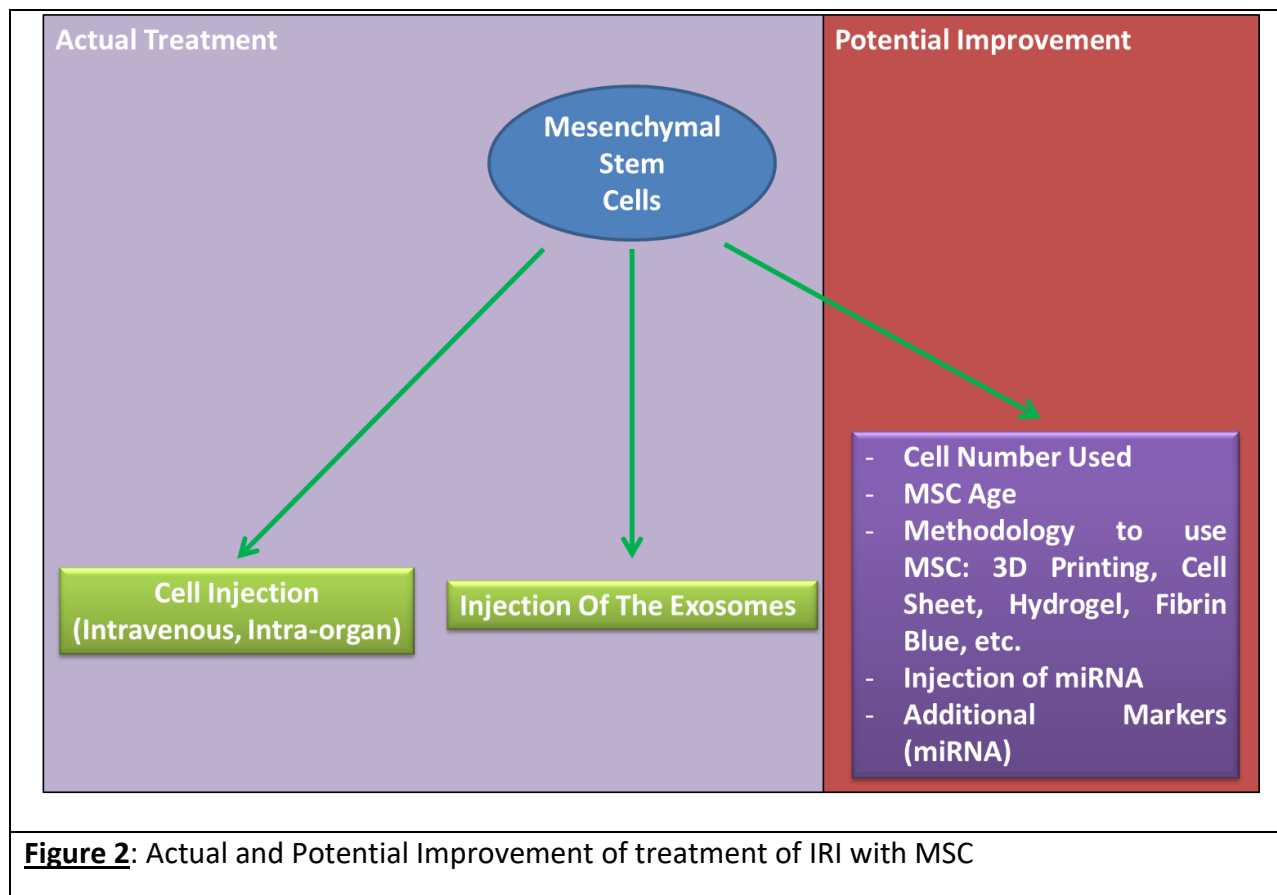 Actual Treatment
Potential Improvement
Mesenchymal
Stem
Cells
Cell Injection
(Intravenous, Intra-organ)
Injection Of The Exosomes
- Cell Number Used
- MSC Age
- Methodology to use
MSC: 3D Printing, Cell
Sheet, Hydrogel, Fibrin
Blue, etc.
- Injection of miRNA
- Additional Markers
(miRNA)
Figure 2: Actual and Potential Improvement of treatment of IRI with MSC